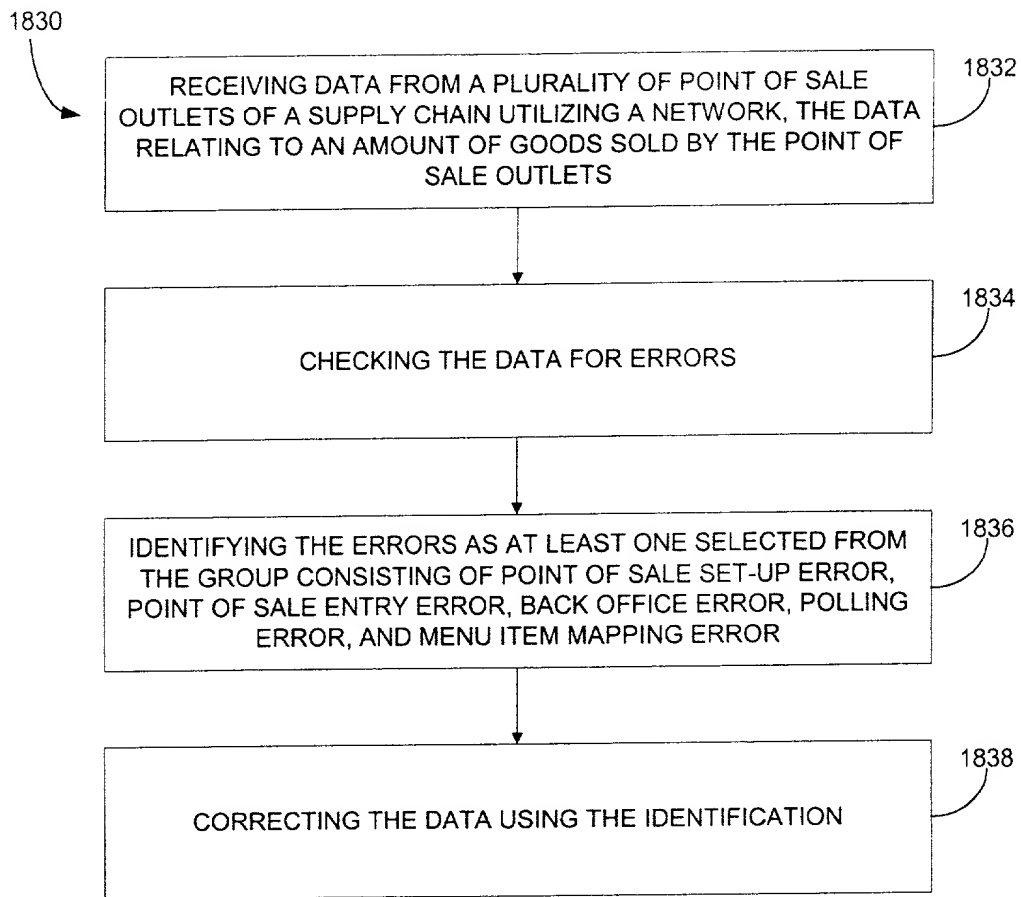 1830
RECEIVING DATA FROM A PLURALITY OF POINT OF SALE
OUTLETS OF A SUPPLY CHAIN UTILIZING A NETWORK, THE DATA
RELATING TO AN AMOUNT OF GOODS SOLD BY THE POINT OF
SALE OUTLETS
1832
CHECKING THE DATA FOR ERRORS
1834
IDENTIFYING THE ERRORS AS AT LEAST ONE SELECTED FROM
THE GROUP CONSISTING OF POINT OF SALE SET-UP ERROR,
POINT OF SALE ENTRY ERROR, BACK OFFICE ERROR, POLLING
ERROR, AND MENU ITEM MAPPING ERROR
1836
CORRECTING THE DATA USING THE IDENTIFICATION
1838